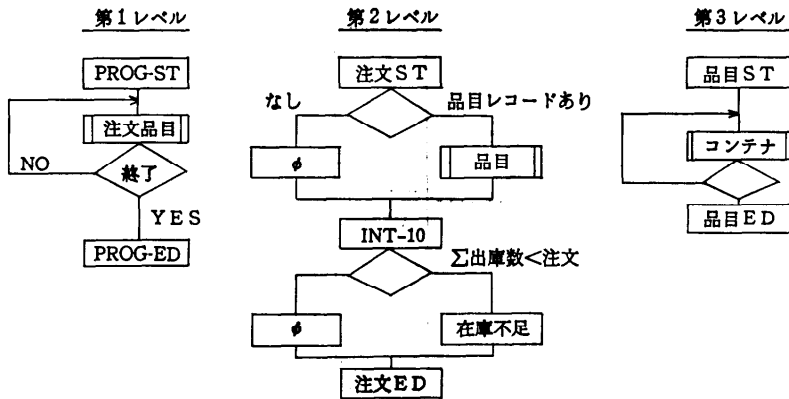 第1レベル
PROG-ST
注文品目
終了
NO
YES
PROG-ED
第2レベル
注文ST
なし
品目レコードあり
φ
品目
INT-10
Σ出庫数<注文
φ
在庫不足
注文ED
第3レベル
品目ST
コンテナ
品目ED